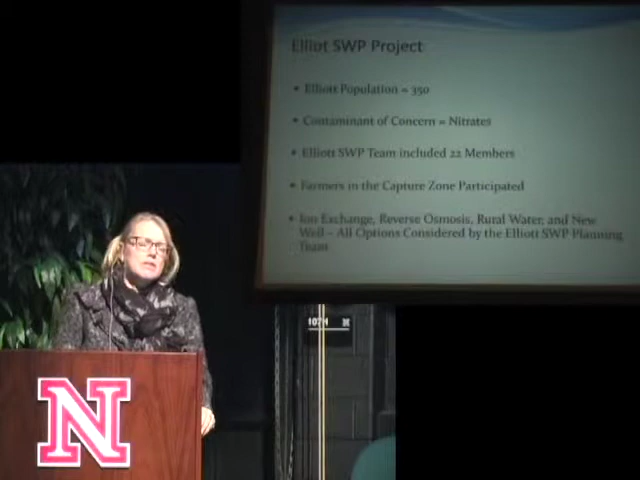 Elliot SWP Project
• Elliott Population = 350
• Contaminant of Concern = Nitrates
• Elliott SWP Team included 22 Members
• Farmers in the Capture Zone Participated
• Ion Exchange, Reverse Osmosis, Rural Water, and New
Well – All Options Considered by the Elliott SWP Planning
Team
N